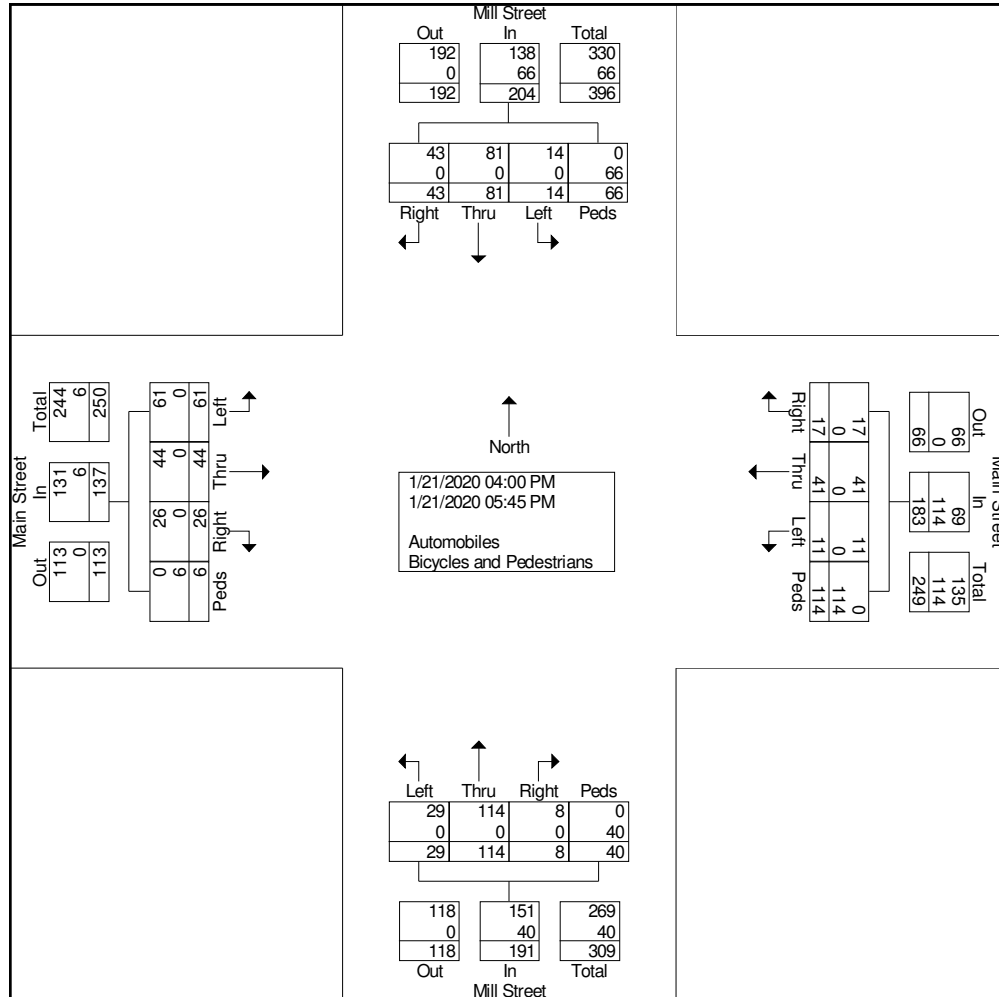 Mill Street
Out In Total
192 138 330
0 66 66
192 204 396
43 81 14 0
0 0 0 66
43 81 14 66
Right Thru Left Peds
Main Street
Total In Out
244 131 113
6 6 0
250 137 113
61 44 26 0
0 0 0 6
61 44 26 6
Left Thru Right Peds
North
1/21/2020 04:00 PM
1/21/2020 05:45 PM
Automobiles
Bicycles and Pedestrians
Right Thru Left Peds
17 41 11 0
0 0 0 114
17 41 11 114
Out In Total
66 69 135
0 114 114
66 183 249
Main Street
Left Thru Right Peds
29 114 8 0
0 0 0 40
29 114 8 40
118 151 269
0 40 40
118 191 309
Out In Total
Mill Street